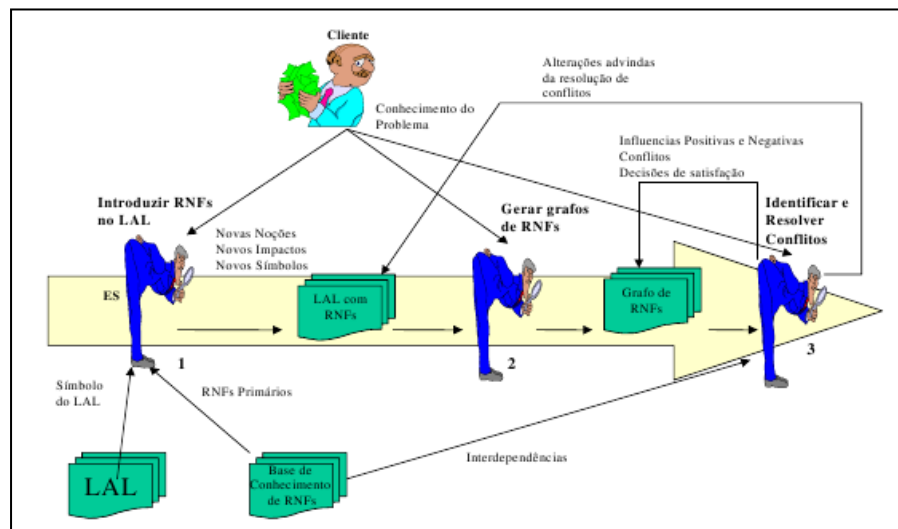 Cliente
Alterações advindas
da resolução de
conflitos
Conhecimento do
Problema
Influencias Positivas e Negativas
Conflitos
Decisões de satisfação
Introduzir RNFs
no LAL
Novas Noções
Novos Impactos
Novos Símbolos
Gerar grafos
de RNFs
Identificar e
Resolver
Conflitos
ES
LAL com
RNFs
Grafo de
RNFs
1
2
3
Símbolo
do LAL
RNFs Primários
Interdependências
LAL
Base de
Conhecimento
de RNFs